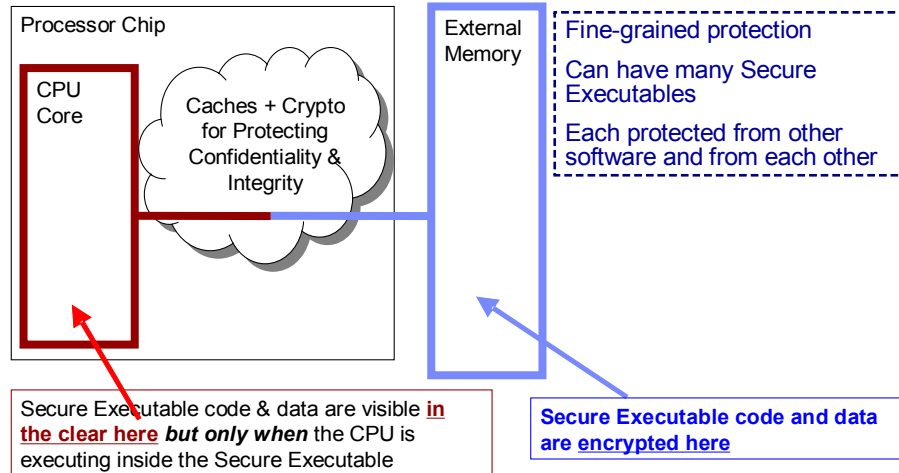 Processor Chip
CPU
Core
Caches + Crypto
for Protecting
Confidentiality &
Integrity
External
Memory
Fine-grained protection
Can have many Secure
Executables
Each protected from other
software and from each other
Secure Executable code & data are visible in
the clear here but only when the CPU is
executing inside the Secure Executable
Secure Executable code and data
are encrypted here